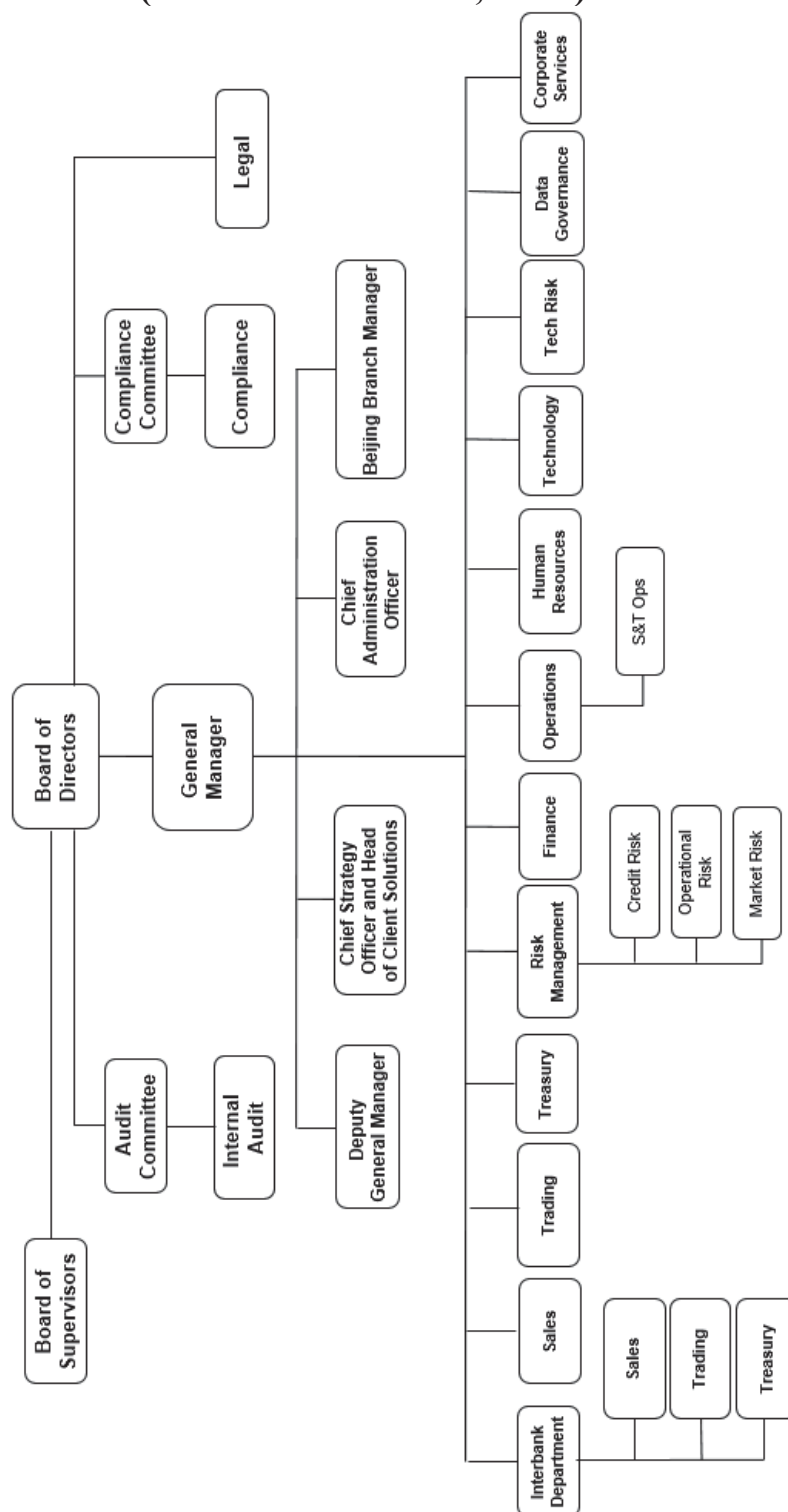 Board of
Supervisors
Board of
Directors
Audit
Committee
Compliance
Committee
Internal
Audit
General
Manager
Compliance
Legal
Deputy
General Manager
Chief Strategy
Officer and Head
of Client Solutions
Chief
Administration
Officer
Beijing Branch Manager
Interbank
Department
Sales
Trading
Treasury
Risk
Management
Finance
Operations
Human
Resources
Technology
Tech Risk
Data
Governance
Corporate
Services
Sales
Trading
Treasury
Credit Risk
Operational
Risk
Market Risk
S&T Ops